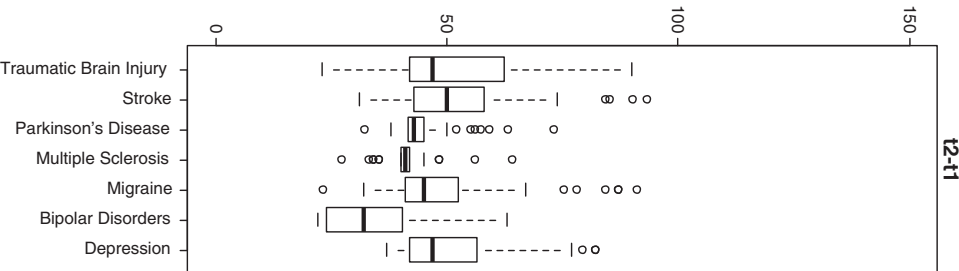 0 50 100 150
Traumatic Brain Injury
Stroke
Parkinson's Disease
Multiple Sclerosis
Migraine
Bipolar Disorders
Depression
t2-t1